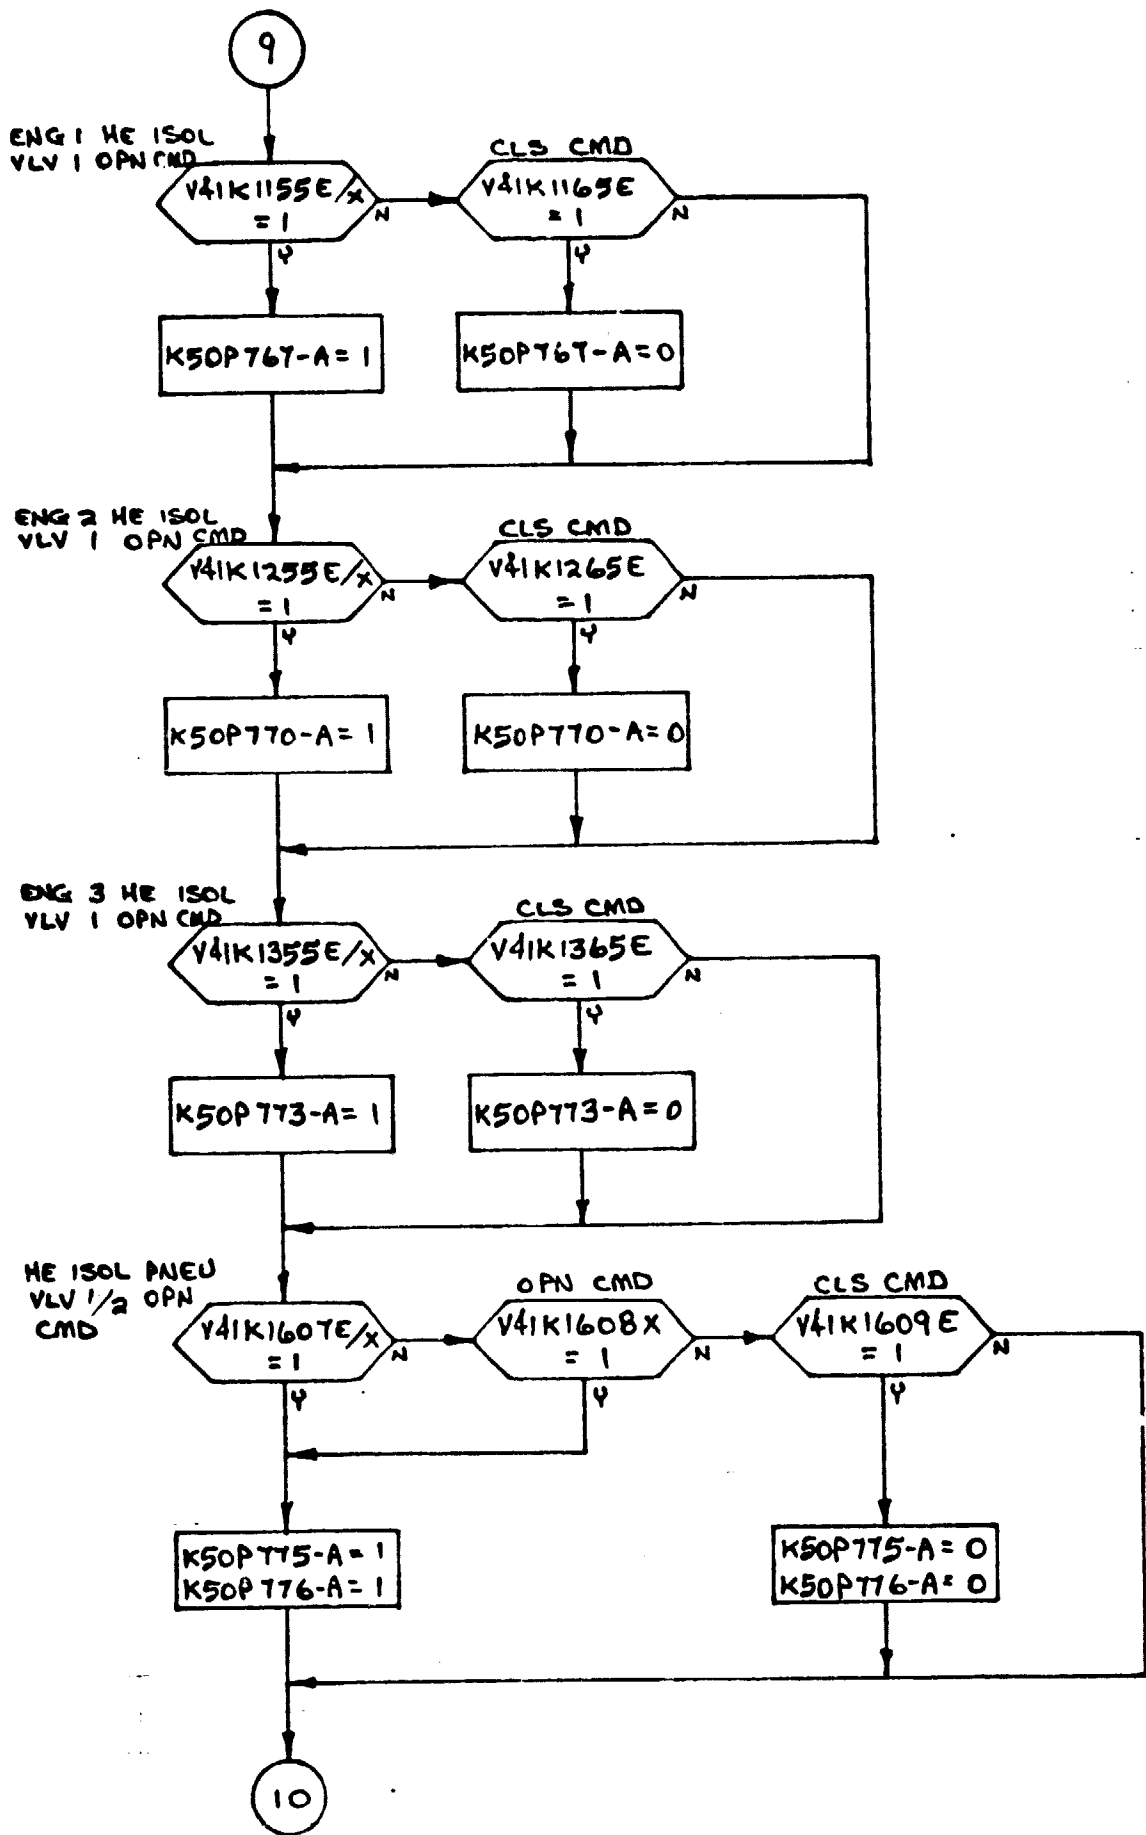 9
ENG 1 HE ISOL
VLV 1 OPN CMD
CLS CMD
V41K1155E/X
= 1
N
Y
V41K1165E
= 1
N
Y
K50P767-A = 1
K50P767-A = 0
ENG 2 HE ISOL
VLV 1 OPN CMD
CLS CMD
V41K1255E/X
= 1
N
Y
V41K1265E
= 1
N
Y
K50P770-A = 1
K50P770-A = 0
ENG 3 HE ISOL
VLV 1 OPN CMD
CLS CMD
V41K1355E/X
= 1
N
Y
V41K1365E
= 1
N
Y
K50P773-A = 1
K50P773-A = 0
HE ISOL PNEU
VLV 1/2 OPN
CMD
OPN CMD
CLS CMD
V41K1607E/X
= 1
N
Y
V41K1608X
= 1
N
Y
V41K1609E
= 1
N
Y
K50P775-A = 1
K50P776-A = 1
K50P775-A = 0
K50P776-A = 0
10